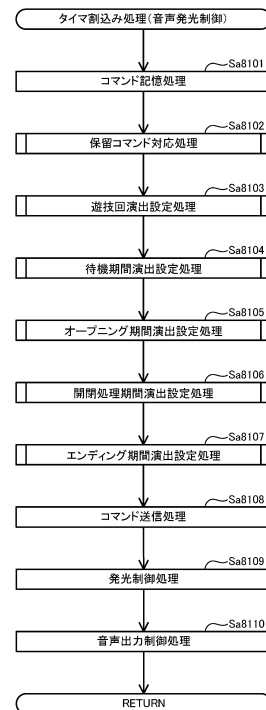 タイマ割込み処理(音声発光制御)
Sa8101
コマンド記憶処理
Sa8102
保留コマンド対応処理
Sa8103
遊技回演出設定処理
Sa8104
待機期間演出設定処理
Sa8105
オープニング期間演出設定処理
Sa8106
開閉処理期間演出設定処理
Sa8107
エンディング期間演出設定処理
Sa8108
コマンド送信処理
Sa8109
発光制御処理
Sa8110
音声出力制御処理
RETURN